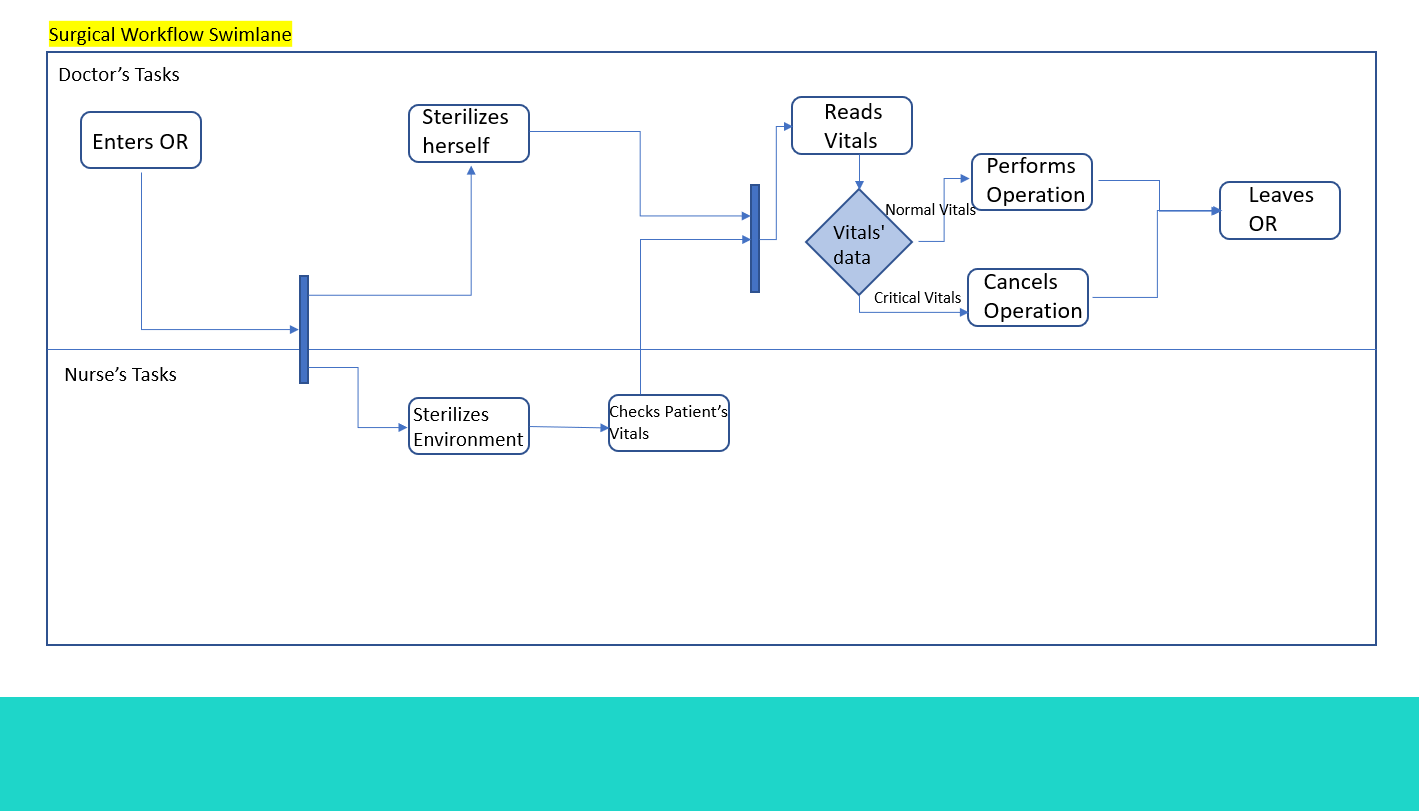 Surgical Workflow Swimlane
Doctor’s Tasks
Enters OR
Sterilizes
herself
Reads
Vitals
Vitals'
data
Normal Vitals
Critical Vitals
Performs
Operation
Cancels
Operation
Leaves
OR
Nurse’s Tasks
Sterilizes
Environment
Checks Patient’s
Vitals